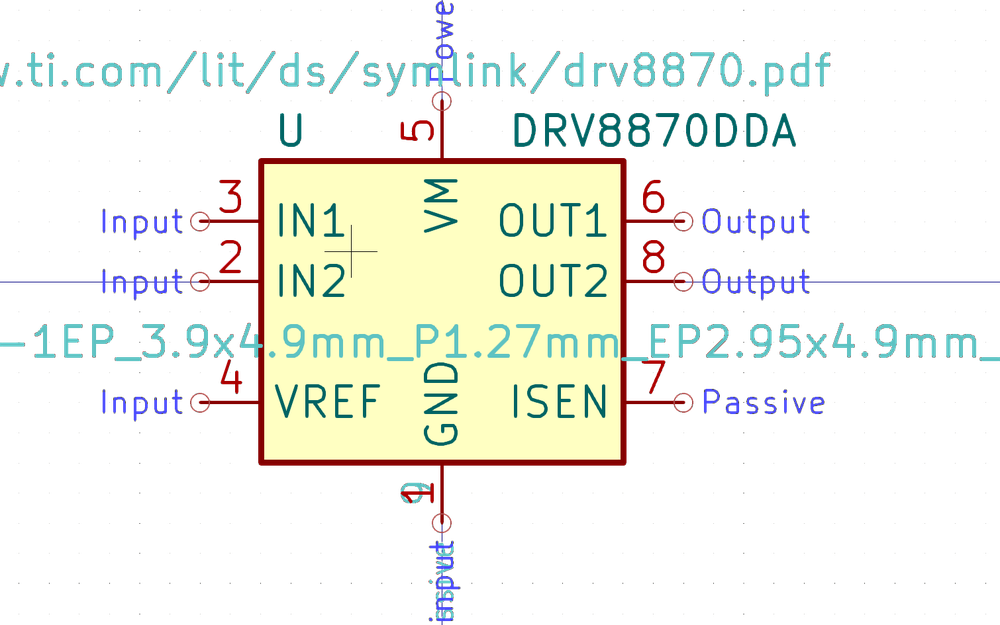 Powe
w.ti.com/lit/ds/symlink/drv8870.pdf
U 5 DRV8870DDA
3 VM 6
Input IN1 OUT1 Output
2 8
Input IN2 OUT2 Output
-1EP_3.9x4.9mm_P1.27mm_EP2.95x4.9mm_
4 7
Input VREF GND ISEN Passive
1
9
input